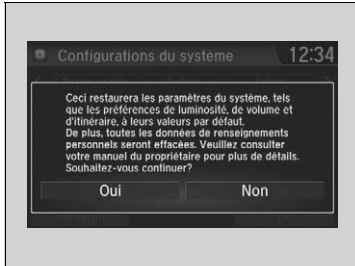 Configurations du système
12:34
Ceci restaurera les paramètres du système, tels
que les préférences de luminosité, de volume et
d'itinéraire, à leurs valeurs par défaut.
De plus, toutes les données de renseignements
personnels seront effacées. Veuillez consulter
votre manuel du propriétaire pour plus de détails.
Souhaitez-vous continuer?
Oui
Non